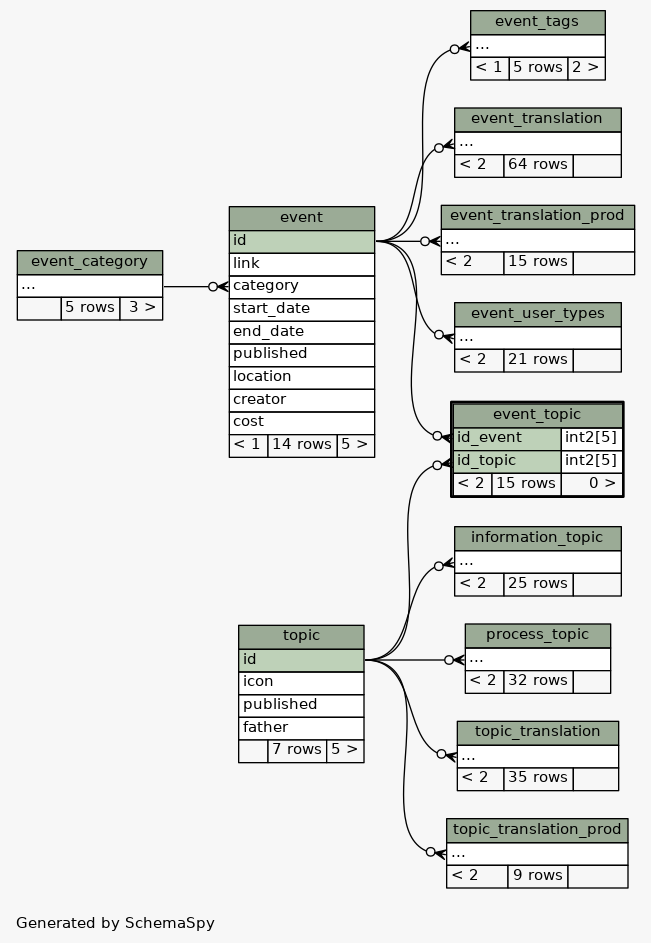 event_tags
...
< 1 5 rows 2 >
event_translation
...
< 2 64 rows
event_translation_prod
...
< 2 15 rows
event_category
...
5 rows 3 >
event
id
link
category
start_date
end_date
published
location
creator
cost
< 1 14 rows 5 >
event_user_types
...
< 2 21 rows
event_topic
id_event int2[5]
id_topic int2[5]
< 2 15 rows 0 >
information_topic
...
< 2 25 rows
process_topic
...
< 2 32 rows
topic
id
icon
published
father
7 rows 5 >
topic_translation
...
< 2 35 rows
topic_translation_prod
...
< 2 9 rows
Generated by SchemaSpy